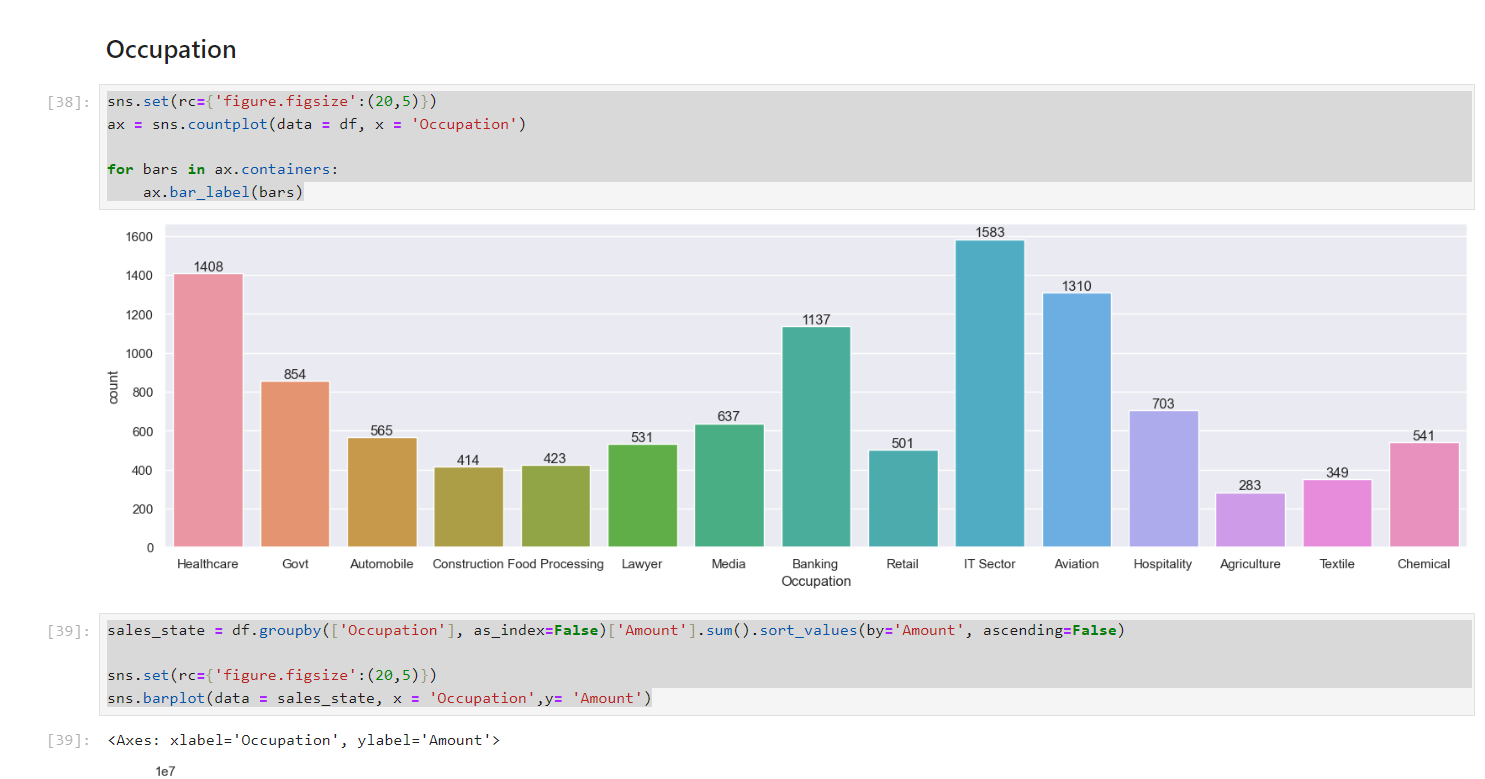 Occupation
[38]: sns.set(rc={'figure.figsize':(20,5)})
ax = sns.countplot(data = df, x = 'Occupation')
for bars in ax.containers:
    ax.bar_label(bars)
1600
1400
1200
1000
800
600
400
200
0
count
1408
854
565
414
423
531
637
1137
501
1583
1310
703
283
349
541
Healthcare Govt Automobile Construction Food Processing Lawyer Media Banking Retail IT Sector Aviation Hospitality Agriculture Textile Chemical
Occupation
[39]: sales_state = df.groupby(['Occupation'], as_index=False)['Amount'].sum().sort_values(by='Amount', ascending=False)
sns.set(rc={'figure.figsize':(20,5)})
sns.barplot(data = sales_state, x = 'Occupation',y= 'Amount')
[39]: <Axes: xlabel='Occupation', ylabel='Amount'>
1e7